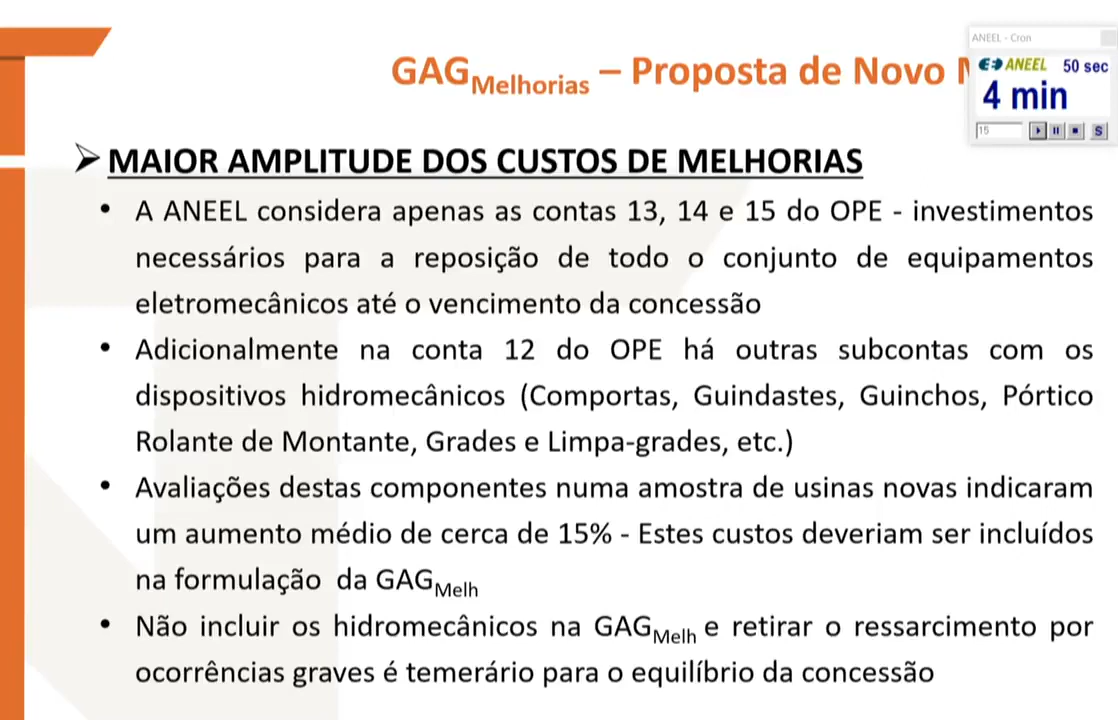 GAGMelhorias – Proposta de Novo
ANEEL - Cron
ANEEL 50 sec
4 min
15
S
MAIOR AMPLITUDE DOS CUSTOS DE MELHORIAS
• A ANEEL considera apenas as contas 13, 14 e 15 do OPE - investimentos
necessários para a reposição de todo o conjunto de equipamentos
eletromecânicos até o vencimento da concessão
• Adicionalmente na conta 12 do OPE há outras subcontas com os
dispositivos hidromecânicos (Comportas, Guindastes, Guinchos, Pórtico
Rolante de Montante, Grades e Limpa-grades, etc.)
• Avaliações destas componentes numa amostra de usinas novas indicaram
um aumento médio de cerca de 15% - Estes custos deveriam ser incluídos
na formulação da GAGMelh
• Não incluir os hidromecânicos na GAGMelh e retirar o ressarcimento por
ocorrências graves é temerário para o equilíbrio da concessão